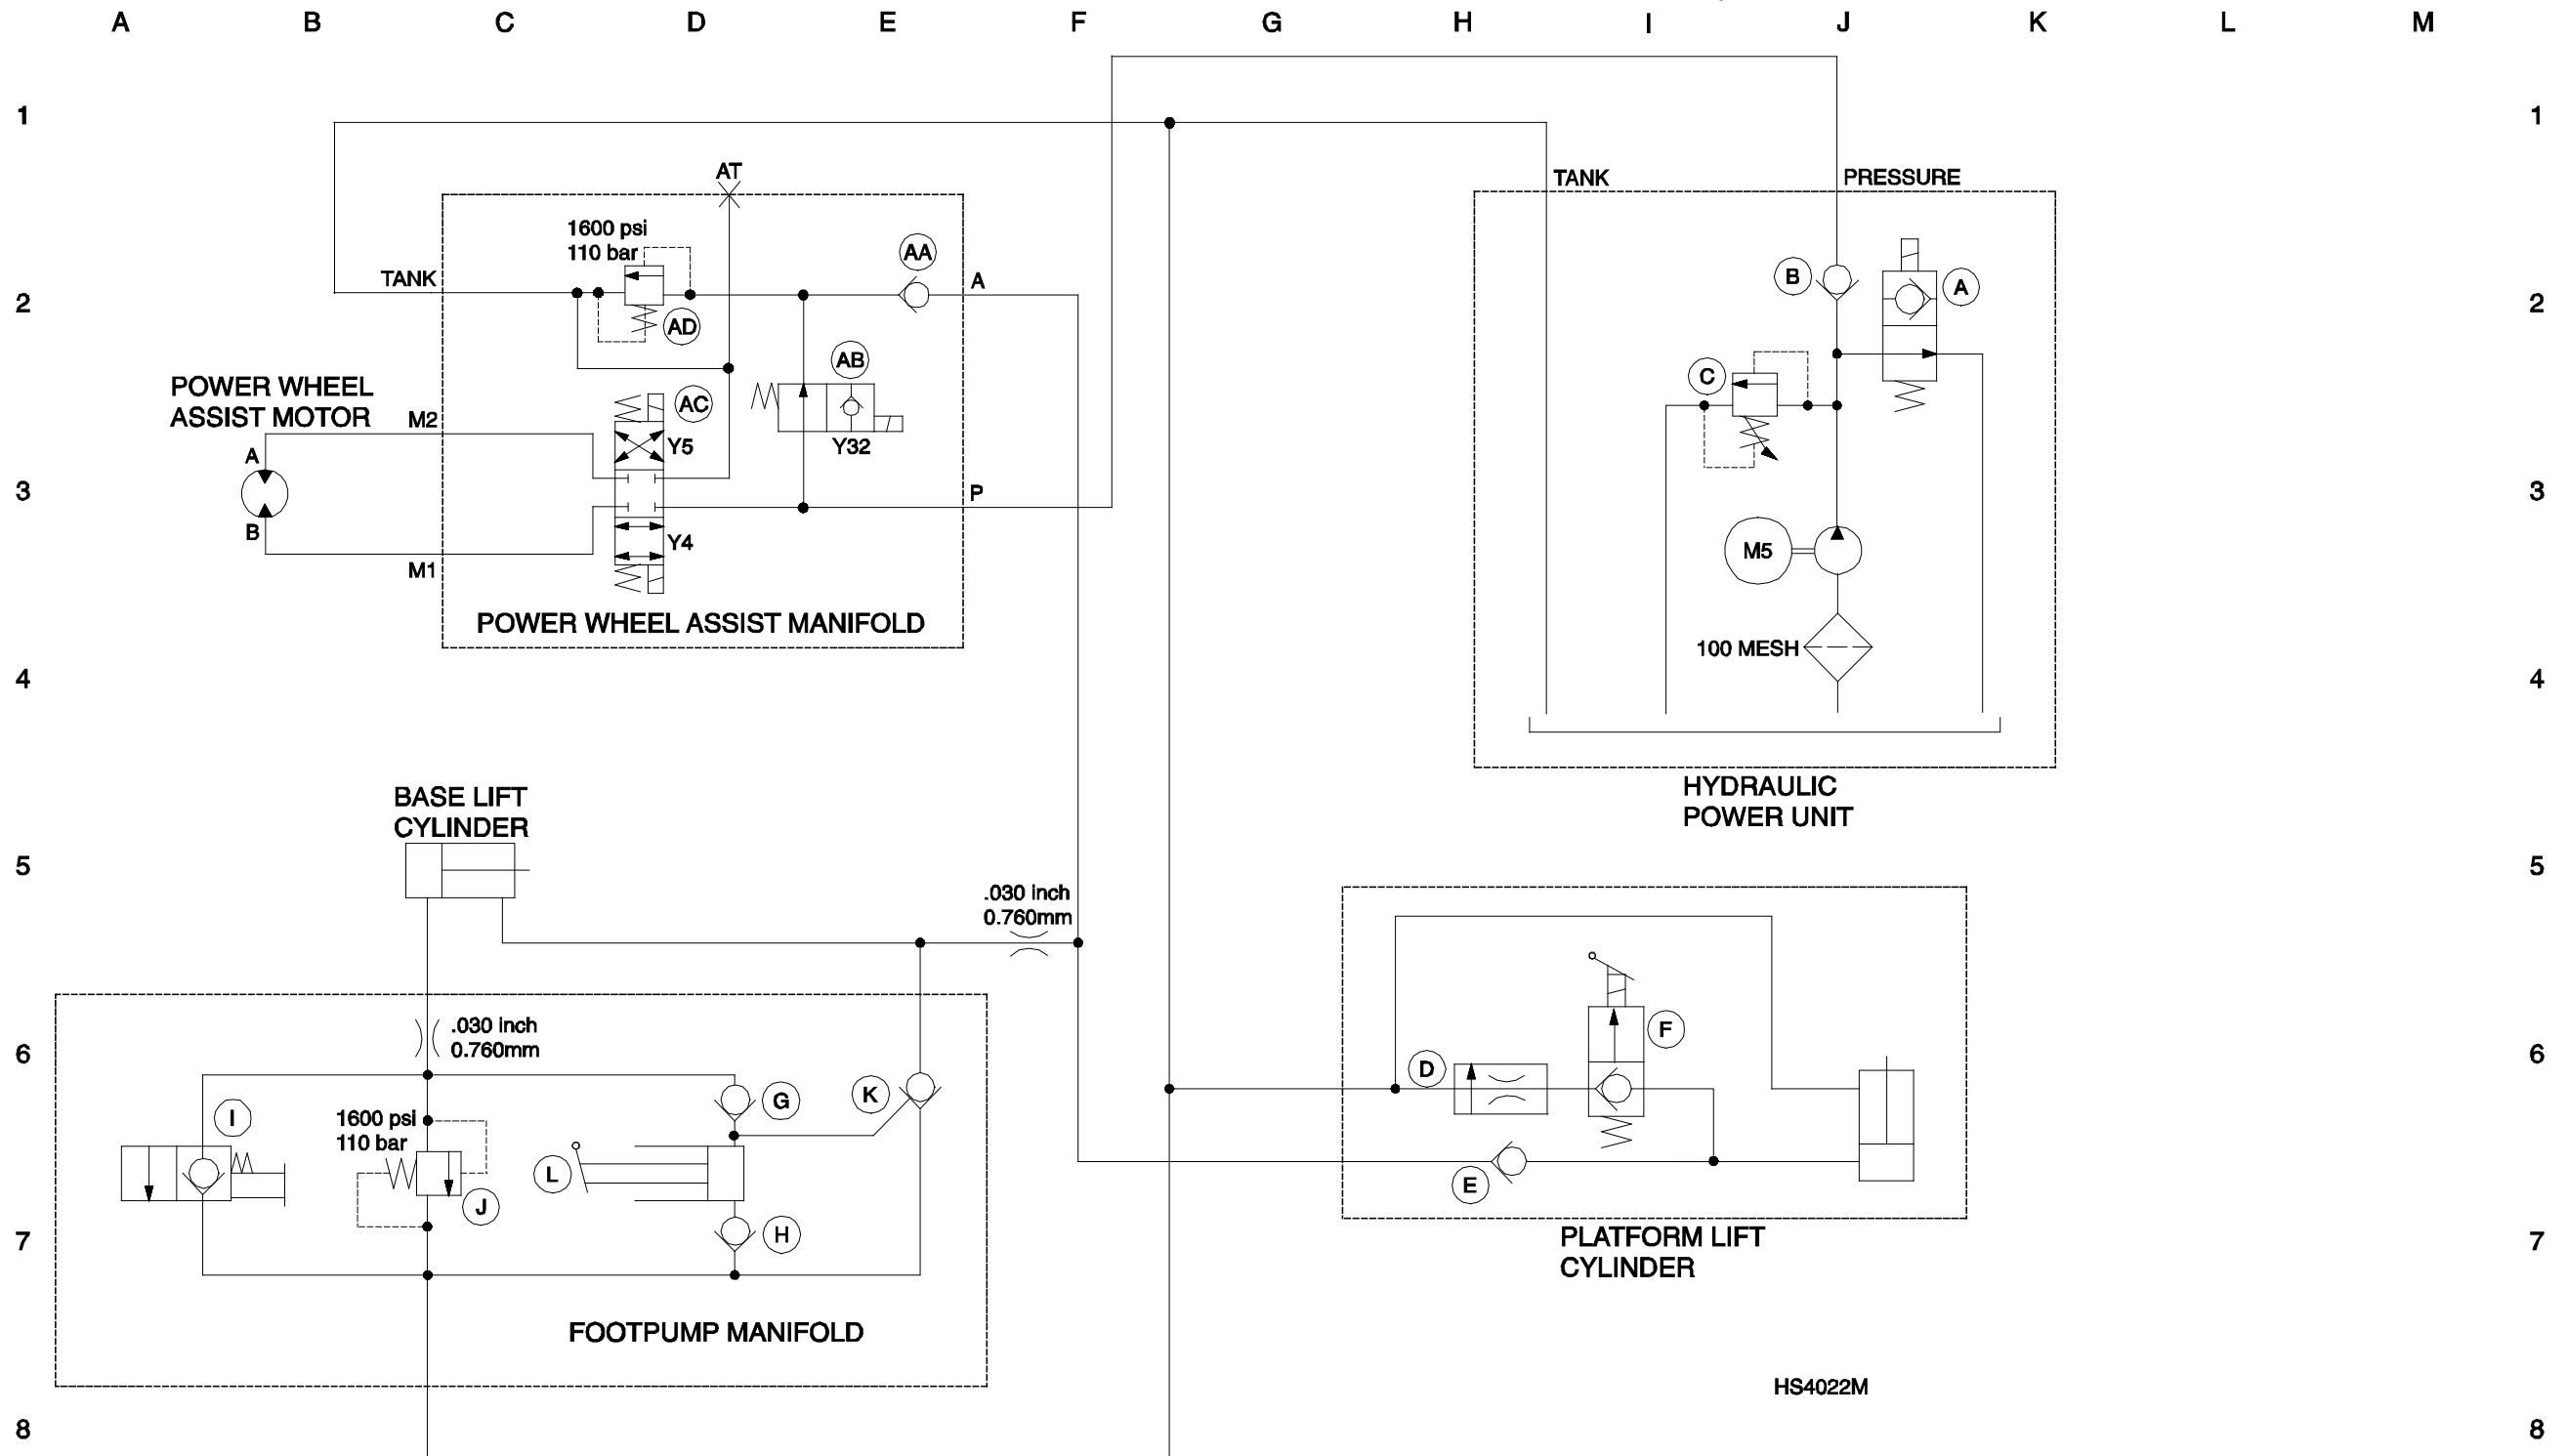 A B C D E F G H I J K L M
1 1
AT
TANK PRESSURE
1600 psi
110 bar
AA
TANK
A
B
A
2 2
AD
AB
C
POWER WHEEL
ASSIST MOTOR
AC
M2
Y5
Y32
A
3 3
P
B
Y4
M5
M1
POWER WHEEL ASSIST MANIFOLD
100 MESH
4 4
HYDRAULIC
POWER UNIT
BASE LIFT
CYLINDER
5 5
.030 inch
0.760mm
.030 inch
0.760mm
F
6 6
D
K
G
I
1600 psi
110 bar
L
E
J
H
7 7
PLATFORM LIFT
CYLINDER
FOOTPUMP MANIFOLD
HS4022M
8 8